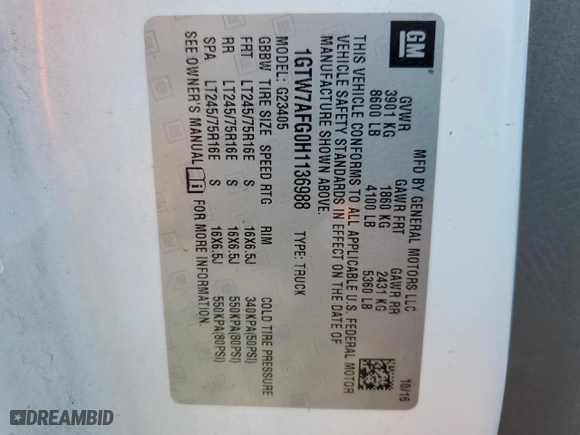 GM
MFD BY GENERAL MOTORS LLC
10/16
GVWR GAWR FRT GAWR RR
3901 KG 1860 KG 2431 KG
8600 LB 4100 LB 5360 LB
THIS VEHICLE CONFORMS TO ALL APPLICABLE U.S. FEDERAL MOTOR
VEHICLE SAFETY STANDARDS IN EFFECT ON THE DATE OF
MANUFACTURE SHOWN ABOVE.
1GTW7AFG0H1136988 TYPE: TRUCK
MODEL: G23405
GBBW TIRE SIZE SPEED RTG RIM COLD TIRE PRESSURE
FRT LT245/75R16E S 16X6.5J 340KPA(50PSI)
RR LT245/75R16E S 16X6.5J 550KPA(80PSI)
SPA LT245/75R16E S 16X6.5J 550KPA(80PSI)
SEE OWNER'S MANUAL FOR MORE INFORMATION.
DREAMBID